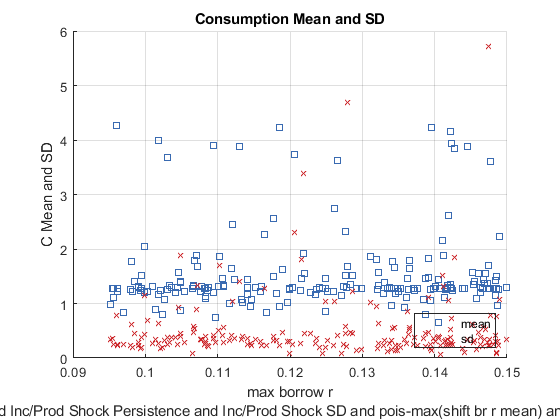 Consumption Mean and SD
C Mean and SD
6
5
4
3
2
1
0
mean
sd
0.09
0.1
0.11
0.12
0.13
0.14
0.15
max borrow r
Inc/Prod Shock Persistence and Inc/Prod Shock SD and pois-max(shift br r mean)